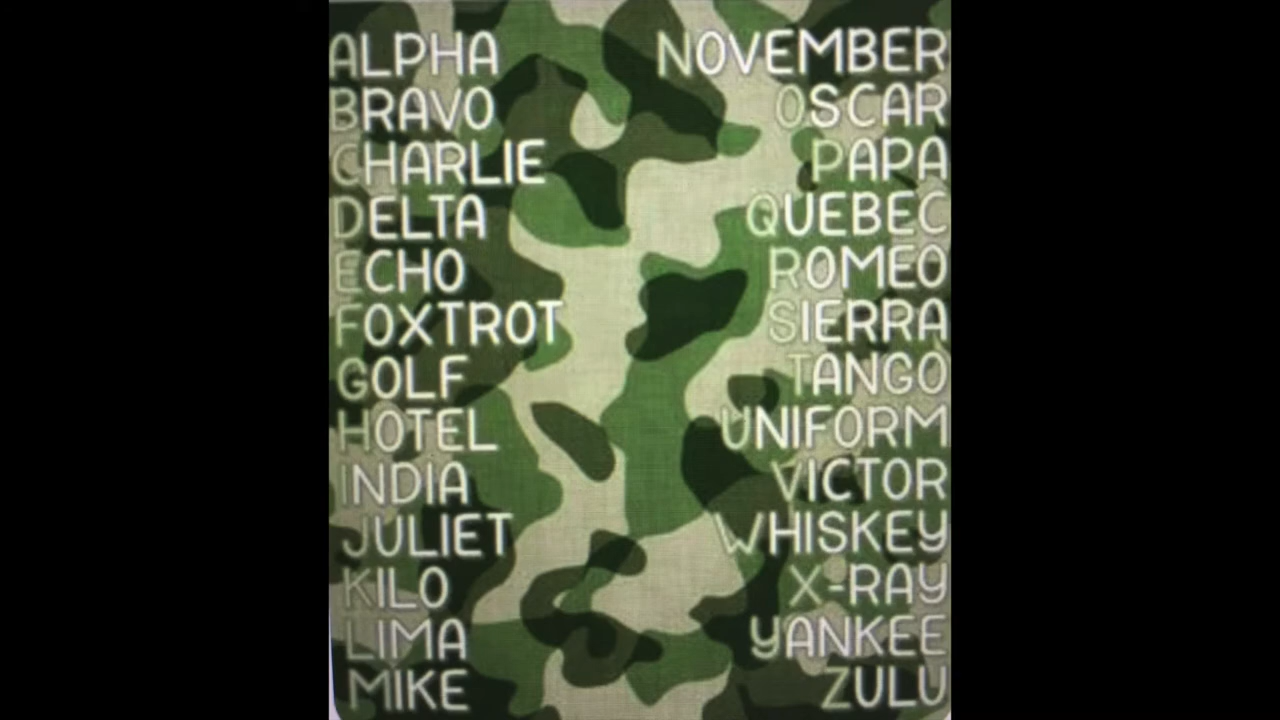 ALPHA
BRAVO
CHARLIE
DELTA
ECHO
FOXTROT
GOLF
HOTEL
INDIA
JULIET
KILO
LIMA
MIKE
NOVEMBER
OSCAR
PAPA
QUEBEC
ROMEO
SIERRA
TANGO
UNIFORM
VICTOR
WHISKEY
X-RAY
YANKEE
ZULU